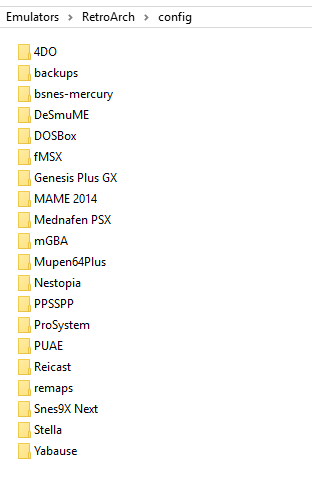 Emulators > RetroArch > config
4DO
backups
bsnes-mercury
DeSmuME
DOSBox
fMSX
Genesis Plus GX
MAME 2014
Mednafen PSX
mGBA
Mupen64Plus
Nestopia
PPSSPP
ProSystem
PUAE
Reicast
remaps
Snes9X Next
Stella
Yabause